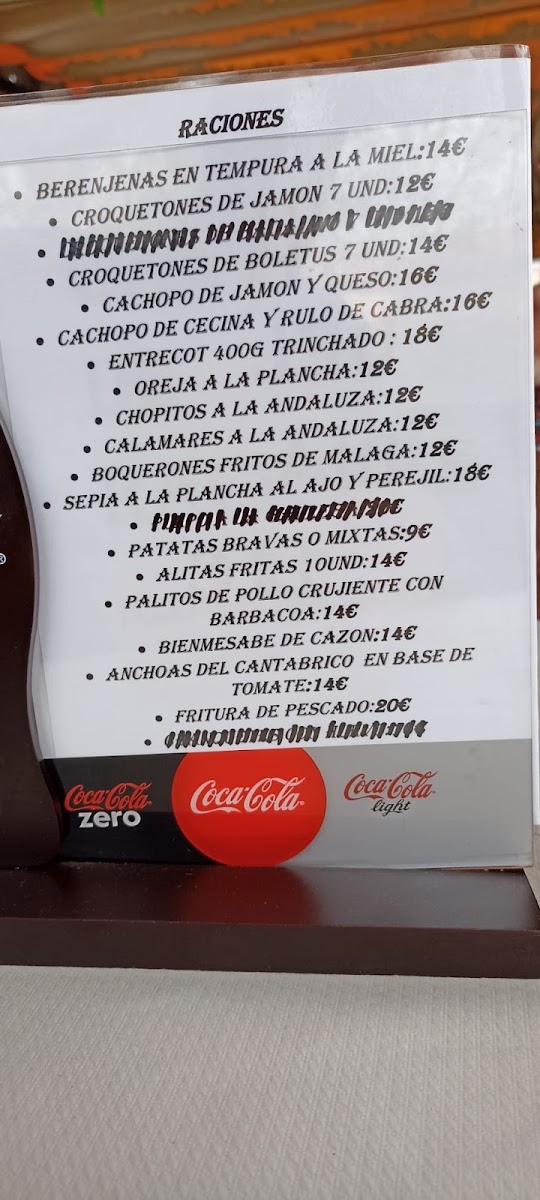 RACIONES
• BERENJENAS EN TEMPURA A LA MIEL:14€
• CROQUETONES DE JAMON 7 UND:12€
• CROQUETONES DE BOLETUS 7 UND:14€
• CACHOPO DE JAMON Y QUESO:16€
• CACHOPO DE CECINA Y RULO DE CABRA:16€
• ENTRECOT 400G TRINCHADO : 18€
• OREJA A LA PLANCHA:12€
• CHOPITOS A LA ANDALUZA:12€
• CALAMARES A LA ANDALUZA:12€
• BOQUERONES FRITOS DE MALAGA:12€
• SEPIA A LA PLANCHA AL AJO Y PEREJIL:18€
• PATATAS BRAVAS O MIXTAS:9€
• ALITAS FRITAS 10UND:14€
• PALITOS DE POLLO CRUJIENTE CON
BARBACOA:14€
• BIENMESABE DE CAZON:14€
• ANCHOAS DEL CANTABRICO EN BASE DE
TOMATE:14€
• FRITURA DE PESCADO:20€
Coca-Cola zero
Coca-Cola
Coca-Cola light
®